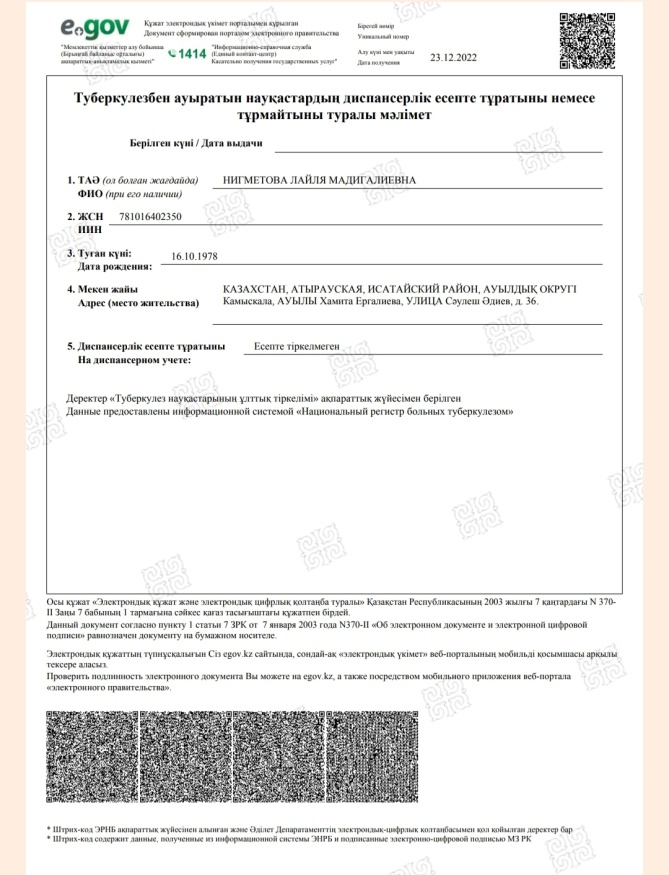 e.gov
Құжат электрондық үкімет порталымен құрылған
Документ сформирован порталом электронного правительства
"Мемлекеттік қызметтер алу бойынша
(Бірыңғай байланыс орталығы)
ақпараттық-анықтамалық қызметі"
1414
"Информационно-справочная служба
(Единый контакт-центр)
Касательно получения государственных услуг"
Бірегей нөмір
Уникальный номер
Алу күні мен уақыты
Дата получения
23.12.2022
Туберкулезбен ауыратын науқастардың диспансерлік есепте тұратыны немесе
тұрмайтыны туралы мәлімет
Берілген күні / Дата выдачи
1. ТАӘ (ол болған жағдайда) НИГМЕТОВА ЛАЙЛЯ МАДИГАЛИЕВНА
ФИО (при его наличии)
2. ЖСН 781016402350
ИИН
3. Туған күні: 16.10.1978
Дата рождения:
4. Мекен жайы КАЗАХСТАН, АТЫРАУСКАЯ, ИСАТАЙСКИЙ РАЙОН, АУЫЛДЫҚ ОКРУГІ
Адрес (место жительства) Камыскала, АУЫЛЫ Хамита Ергалиева, УЛИЦА Сәулеш Әдиев, д. 36.
5. Диспансерлік есепте тұратыны Есепте тіркелмеген
На диспансерном учете:
Деректер «Туберкулез науқастарының ұлттық тіркелімі» ақпараттық жүйесімен берілген
Данные предоставлены информационной системой «Национальный регистр больных туберкулезом»
Осы құжат «Электрондық құжат және электрондық цифрлық қолтаңба туралы» Қазақстан Республикасының 2003 жылғы 7 қаңтардағы N 370-
II Заңы 7 бабының 1 тармағына сәйкес қағаз тасығыштағы құжатпен бірдей.
Данный документ согласно пункту 1 статьи 7 ЗРК от 7 января 2003 года N370-II «Об электронном документе и электронной цифровой
подписи» равнозначен документу на бумажном носителе.
Электрондық құжаттың түпнұсқалығын Сіз egov.kz сайтында, сондай-ақ «электрондық үкімет» веб-порталының мобильді қосымшасы арқылы
тексере аласыз.
Проверить подлинность электронного документа Вы можете на egov.kz, а также посредством мобильного приложения веб-портала
«электронного правительства».
* Штрих-код ЭРНБ ақпараттық жүйесінен алынған және Әділет Департаменттің электрондық-цифрлық қолтаңбасымен қол қойылған деректер бар
* Штрих-код содержит данные, полученные из информационной системы ЭНРБ и подписанные электронно-цифровой подписью МЗ РК